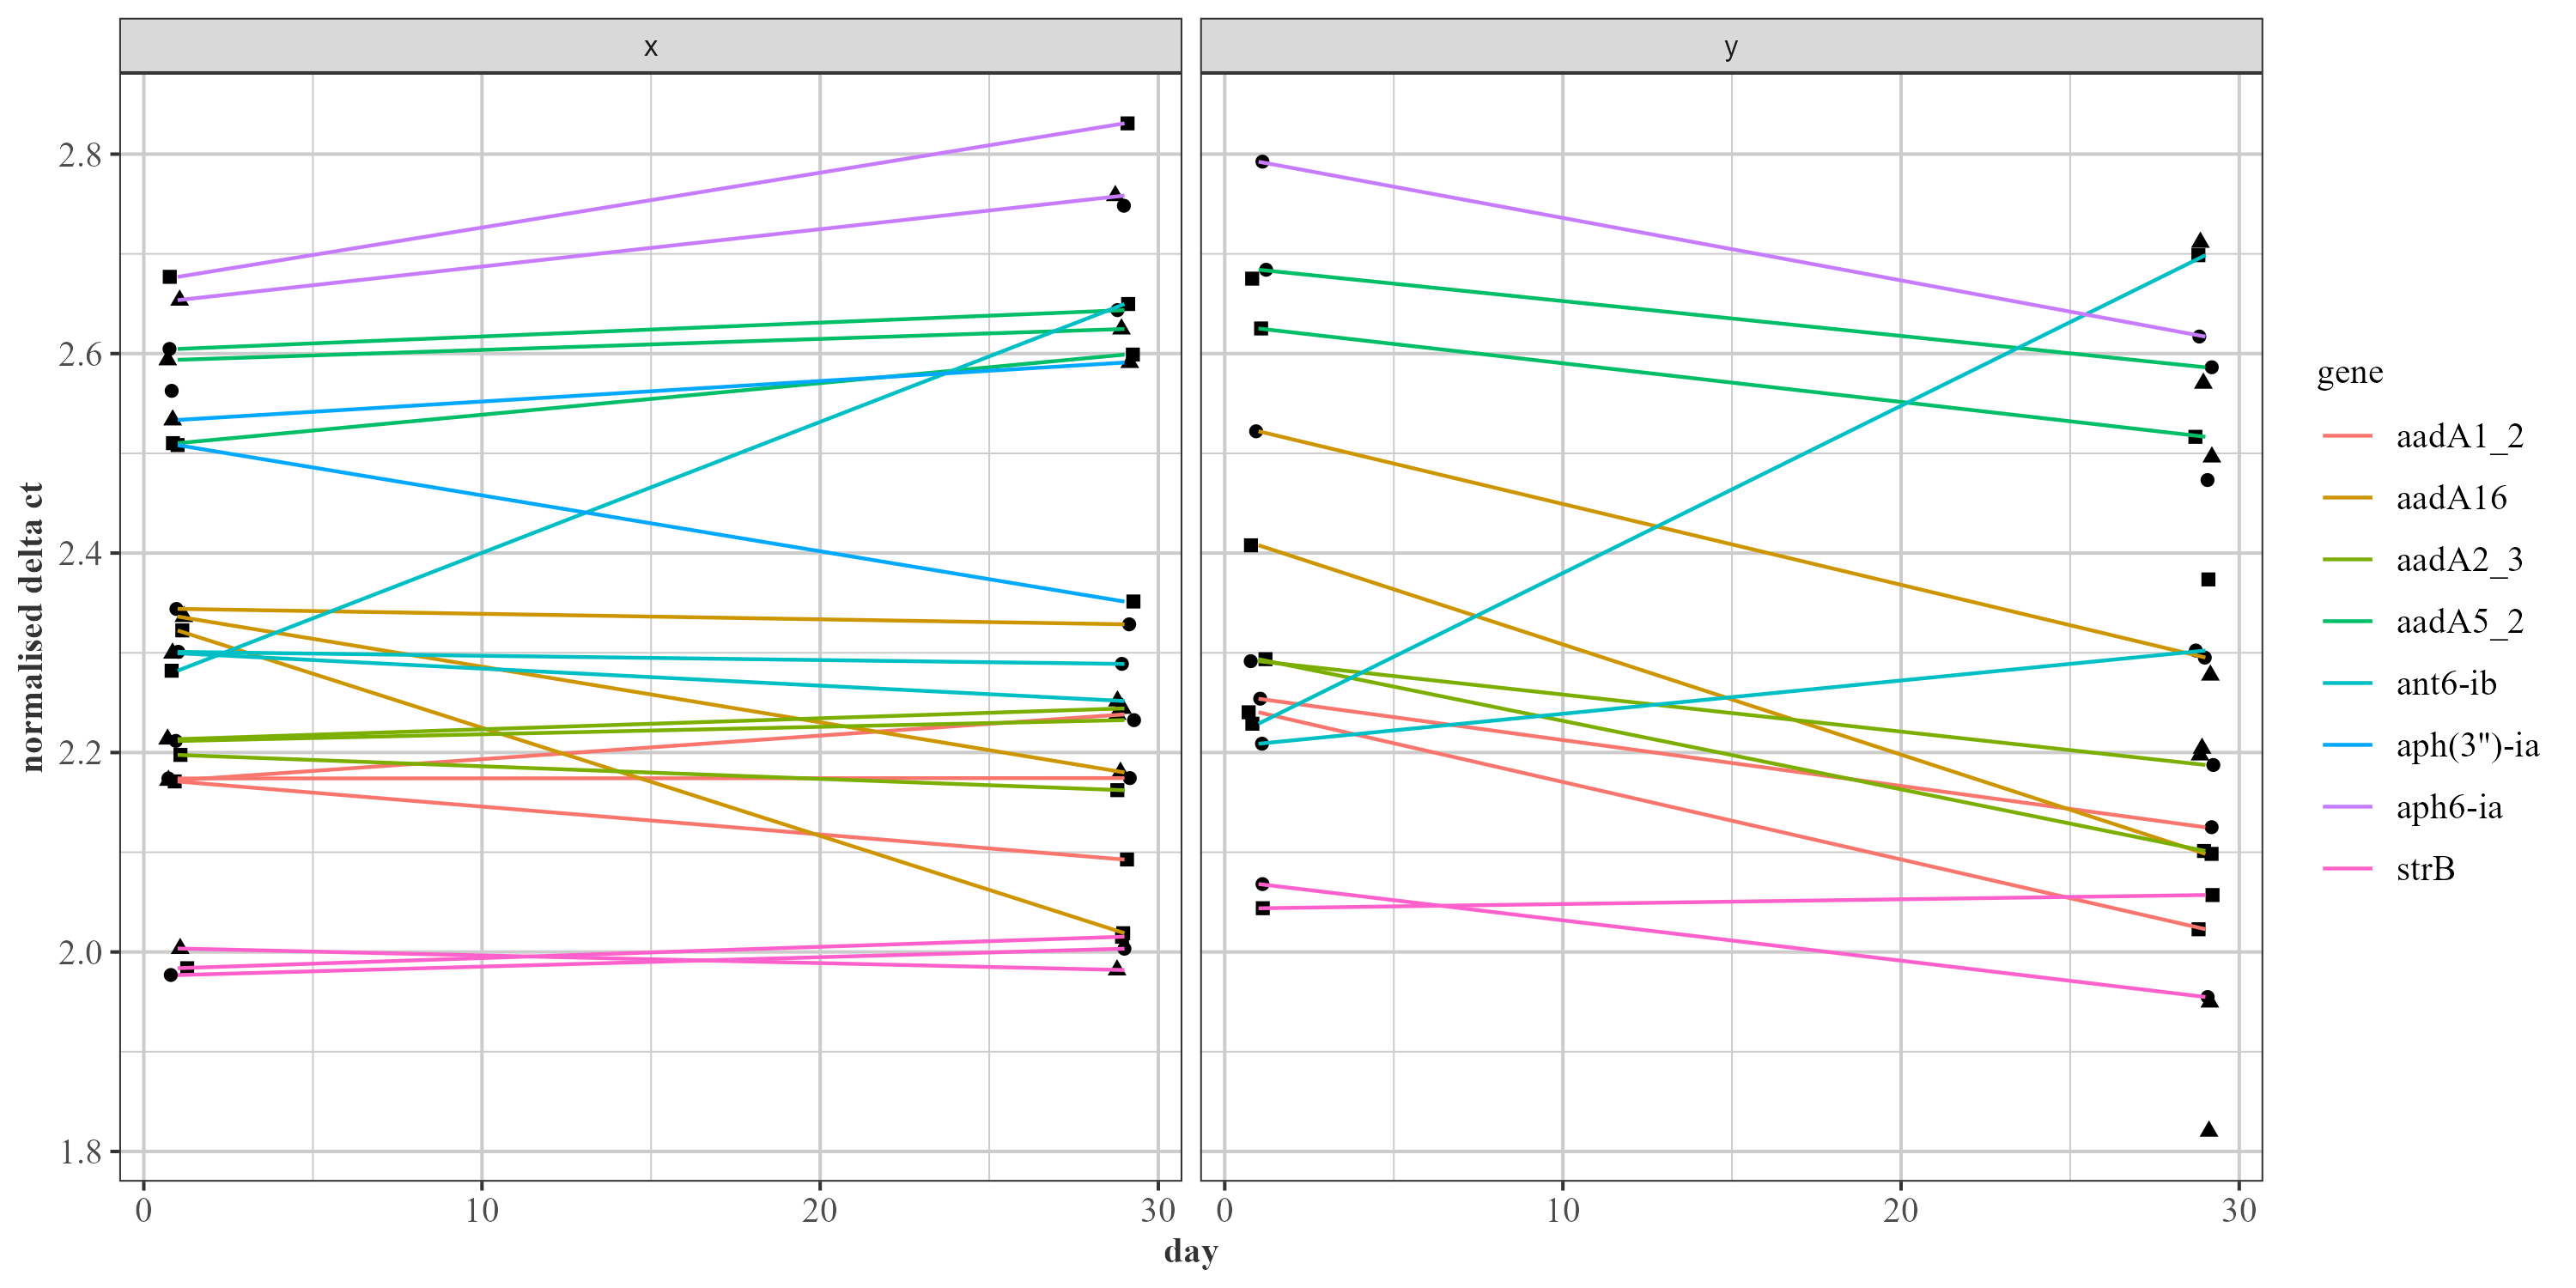 x
y
normalised delta ct
2.8
2.6
2.4
2.2
2.0
1.8
0
10
20
30
0
10
20
30
day
gene
aadA1_2
aadA16
aadA2_3
aadA5_2
ant6-ib
aph(3")-ia
aph6-ia
strB